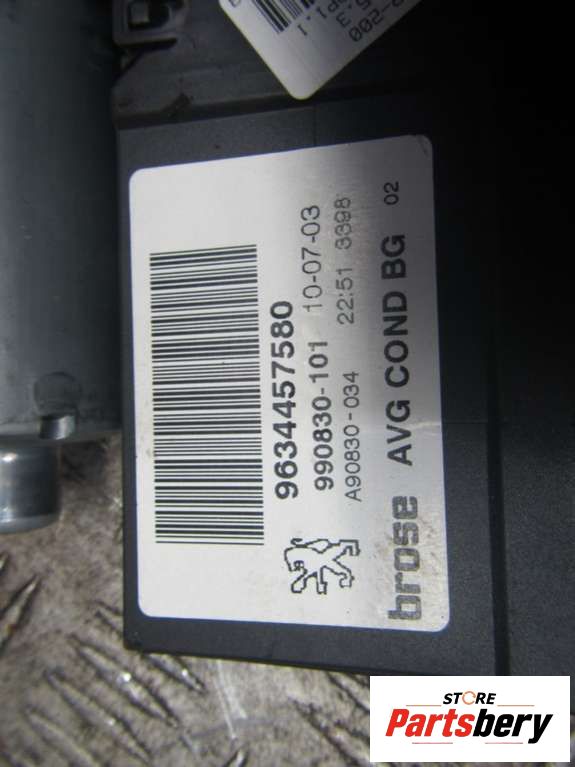 9634457580
990830-101 10-07-03
A90830-034 22:51 3398
brose AVG COND BG 02
STORE
Partsbery